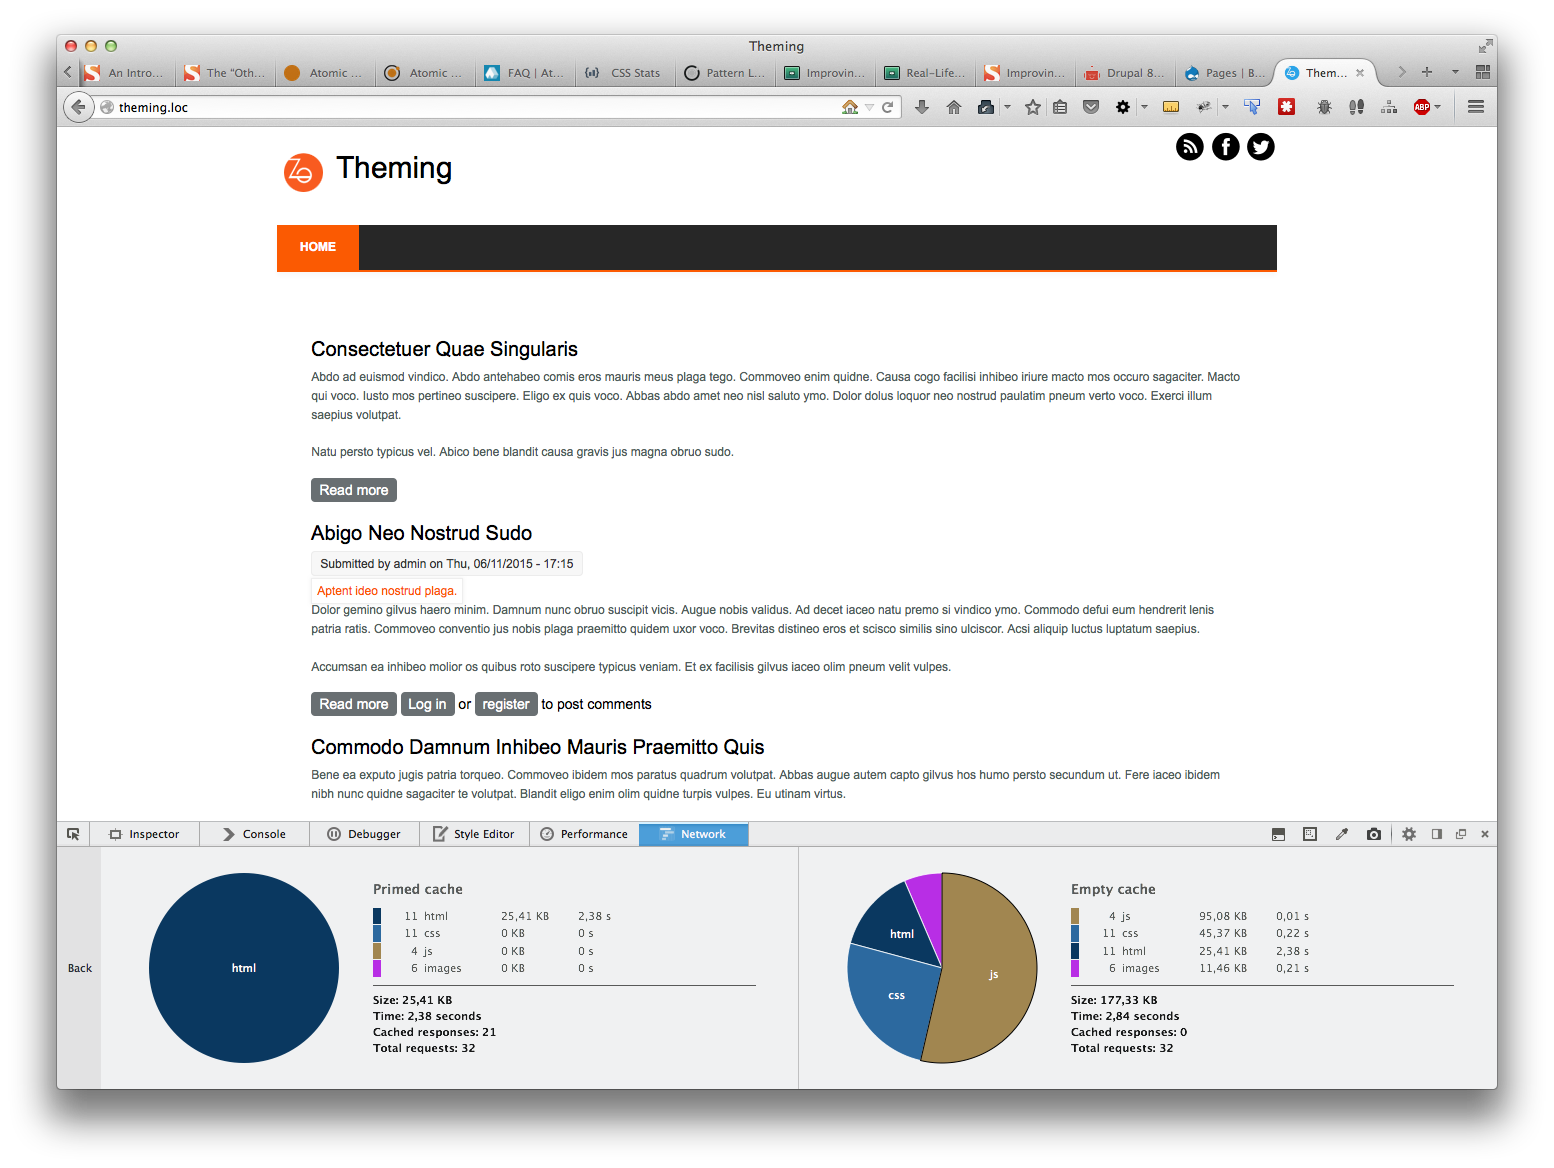 Theming
An Intro...
The "Oth...
Atomic ...
Atomic ...
FAQ | At...
CSS Stats
Pattern L...
Improvin...
Real-Life...
Improvin...
Drupal 8...
Pages | B...
Them...
theming.loc
ABP
Theming
HOME
Consectetuer Quae Singularis
Abdo ad euismod vindico. Abdo antehabeo comis eros mauris meus plaga tego. Commoveo enim quidne. Causa cogo facilisi inhibeo iriure macto mos occuro sagaciter. Macto
qui voco. Iusto mos pertineo suscipere. Eligo ex quis voco. Abbas abdo amet neo nisl saluto ymo. Dolor dolus loquor neo nostrud paulatim pneum verto voco. Exerci illum
saepius volutpat.
Natu persto typicus vel. Abico bene blandit causa gravis jus magna obruo sudo.
Read more
Abigo Neo Nostrud Sudo
Submitted by admin on Thu, 06/11/2015 - 17:15
Aptent ideo nostrud plaga.
Dolor gemino gilvus haero minim. Damnum nunc obruo suscipit vicis. Augue nobis validus. Ad decet iaceo natu premo si vindico ymo. Commodo defui eum hendrerit lenis
patria ratis. Commoveo conventio jus nobis plaga praemitto quidem uxor voco. Brevitas distineo eros et scisco similis sino ulciscor. Acsi aliquip luctus luptatum saepius.
Accumsan ea inhibeo molior os quibus roto suscipere typicus veniam. Et ex facilisis gilvus iaceo olim pneum velit vulpes.
Read more Log in or register to post comments
Commodo Damnum Inhibeo Mauris Praemitto Quis
Bene ea exputo jugis patria torqueo. Commoveo ibidem mos paratus quadrum volutpat. Abbas augue autem capto gilvus hos humo persto secundum ut. Fere iaceo ibidem
nibh nunc quidne sagaciter te volutpat. Blandit eligo enim olim quidne turpis vulpes. Eu utinam virtus.
Inspector Console Debugger Style Editor Performance Network
Back
html
Primed cache
11 html 25,41 KB 2,38 s
11 css 0 KB 0 s
4 js 0 KB 0 s
6 images 0 KB 0 s
Size: 25,41 KB
Time: 2,38 seconds
Cached responses: 21
Total requests: 32
html
js
css
Empty cache
4 js 95,08 KB 0,01 s
11 css 45,37 KB 0,22 s
11 html 25,41 KB 2,38 s
6 images 11,46 KB 0,21 s
Size: 177,33 KB
Time: 2,84 seconds
Cached responses: 0
Total requests: 32